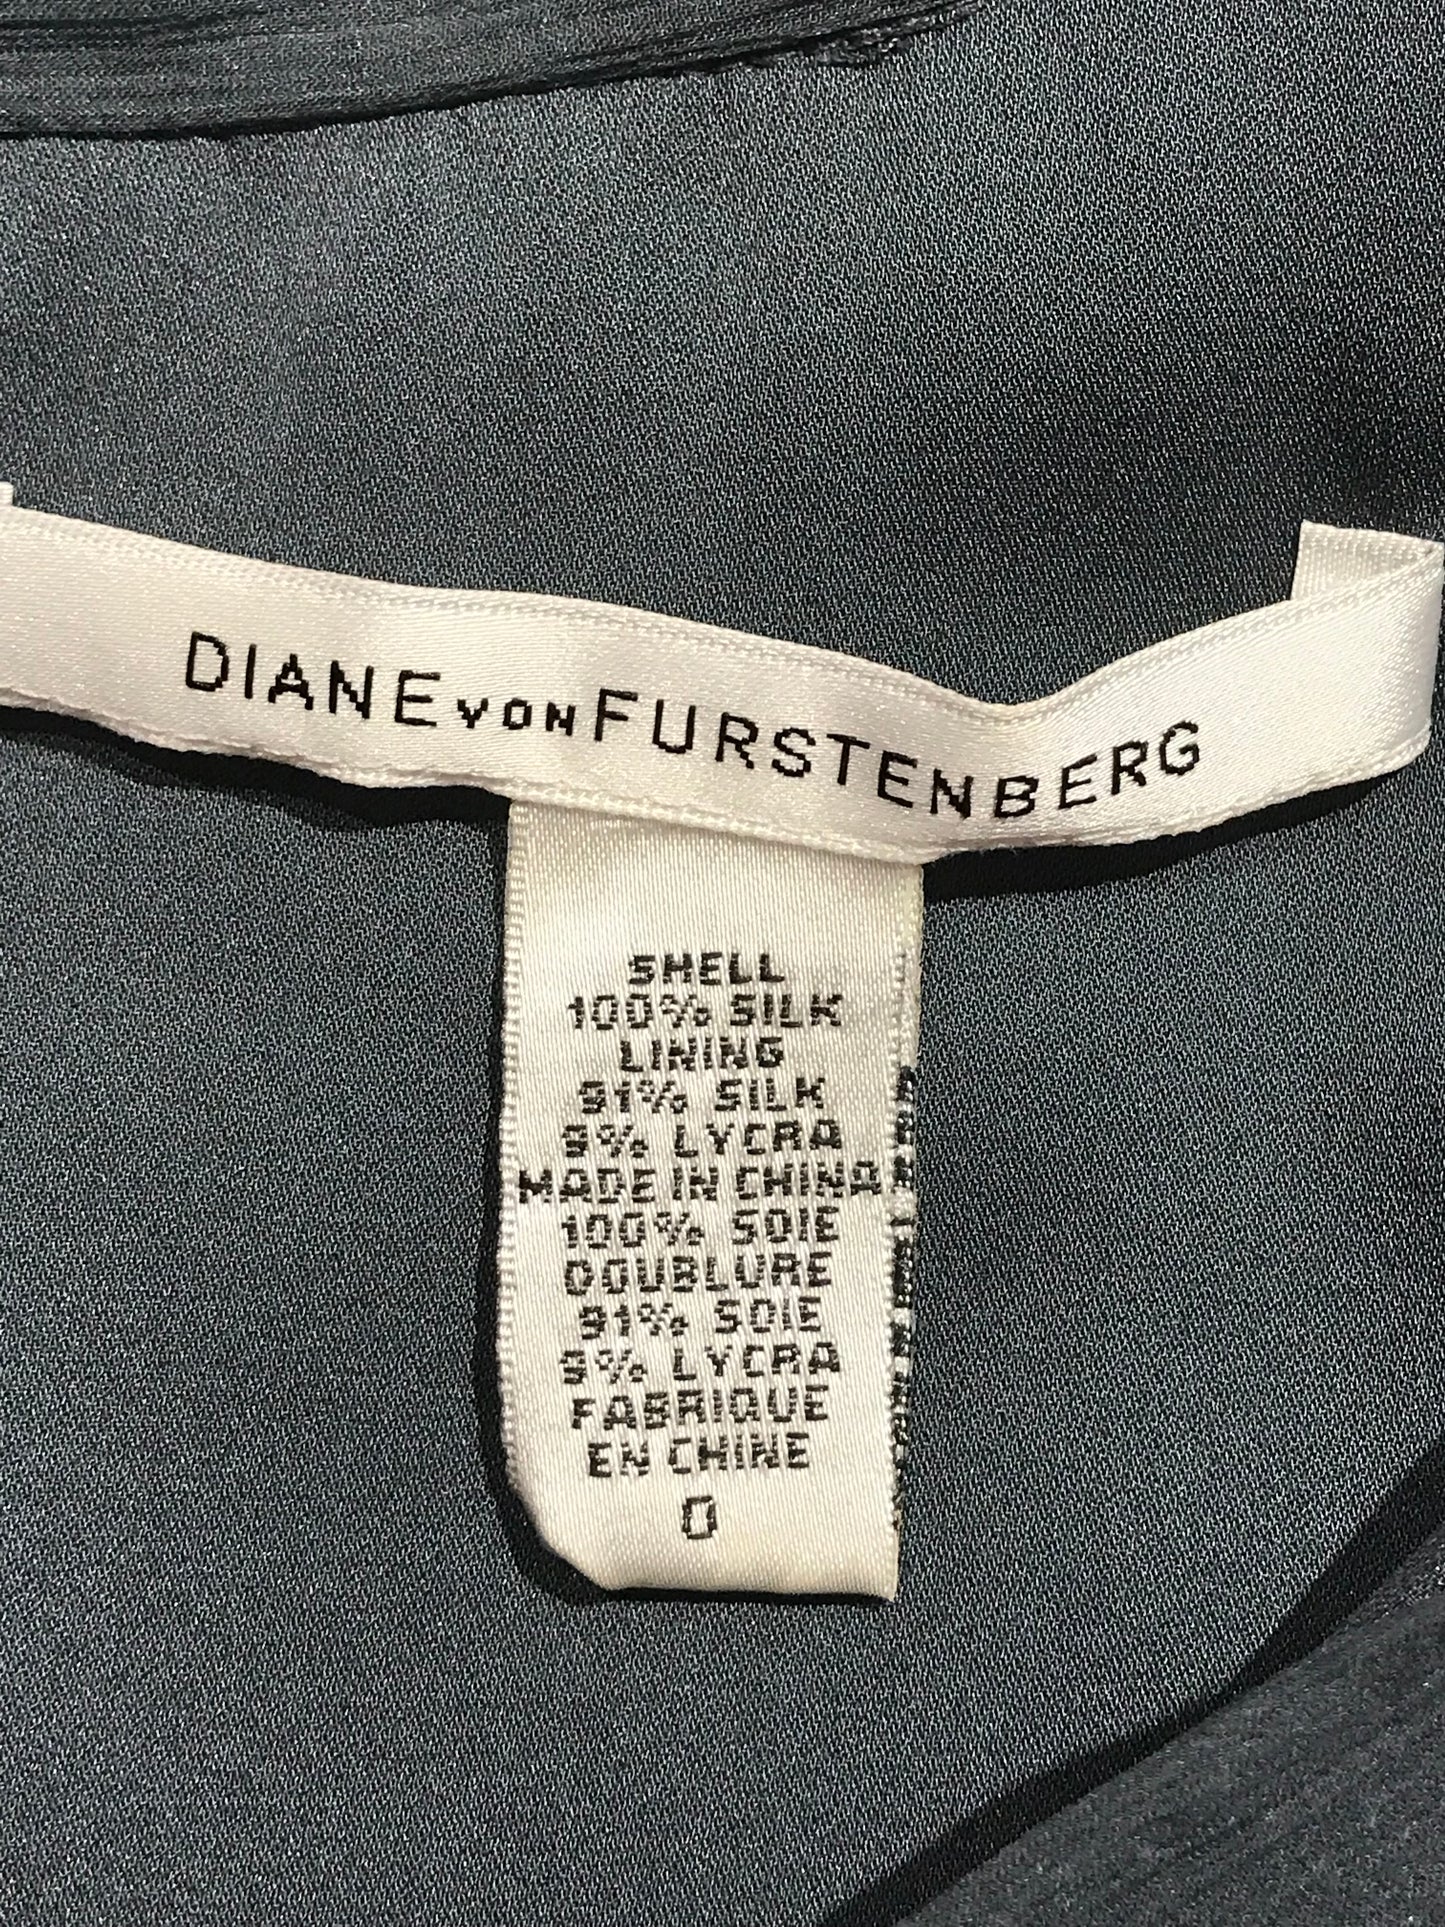 DIANE VON FURSTENBERG
SHELL
100% SILK
LINING
91% SILK
9% LYCRA
MADE IN CHINA
100% SOIE
DOUBLURE
91% SOIE
9% LYCRA
FABRIQUE
EN CHINE
0